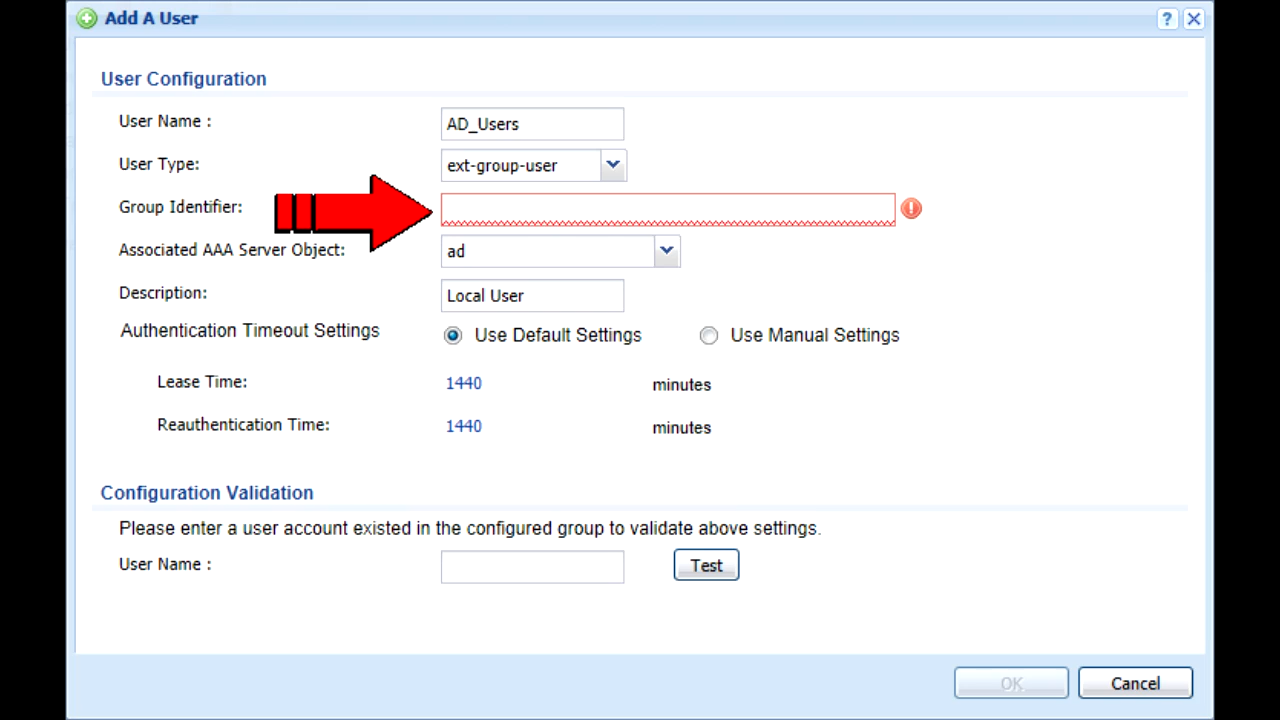 Add A User
?
User Configuration
User Name : AD_Users
User Type: ext-group-user
Group Identifier:
Associated AAA Server Object: ad
Description: Local User
Authentication Timeout Settings Use Default Settings Use Manual Settings
Lease Time: 1440 minutes
Reauthentication Time: 1440 minutes
Configuration Validation
Please enter a user account existed in the configured group to validate above settings.
User Name : Test
OK Cancel